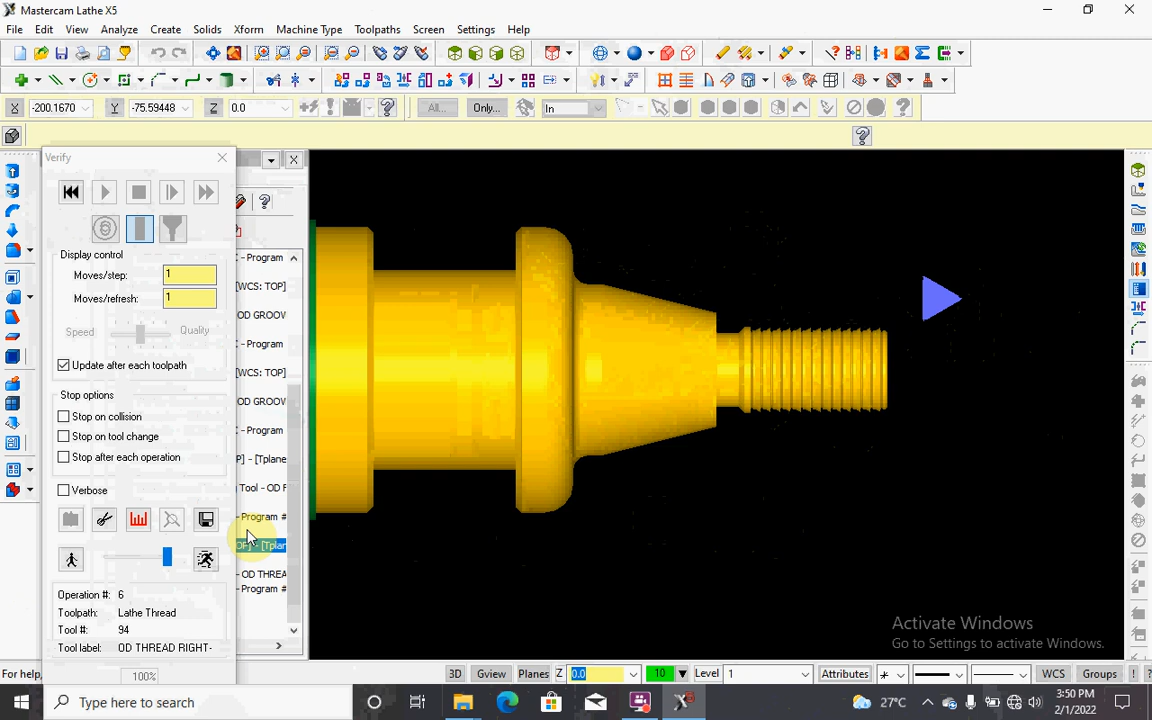 Mastercam Lathe X5
File Edit View Analyze Create Solids Xform Machine Type Toolpaths Screen Settings Help
X -200.1670 Y -75.59448 Z 0.0 All... Only... In
Verify
Display control
Moves/step: 1
Moves/refresh: 1
Speed Quality
Update after each toolpath
Stop options
Stop on collision
Stop on tool change
Stop after each operation
Verbose
Operation #: 6
Toolpath: Lathe Thread
Tool #: 94
Tool label: OD THREAD RIGHT-
100%
- Program
[WCS: TOP]
OD GROOV
- Program
[WCS: TOP]
OD GROOV
- Program
P] - [Tplane
Tool - OD F
- Program #
OP] - [Tplan
- OD THREA
- Program #
Activate Windows
Go to Settings to activate Windows.
For help,
3D Gview Planes Z 0.0 10 Level 1 Attributes WCS Groups ! ?
Type here to search
27°C
3:50 PM
2/1/2022